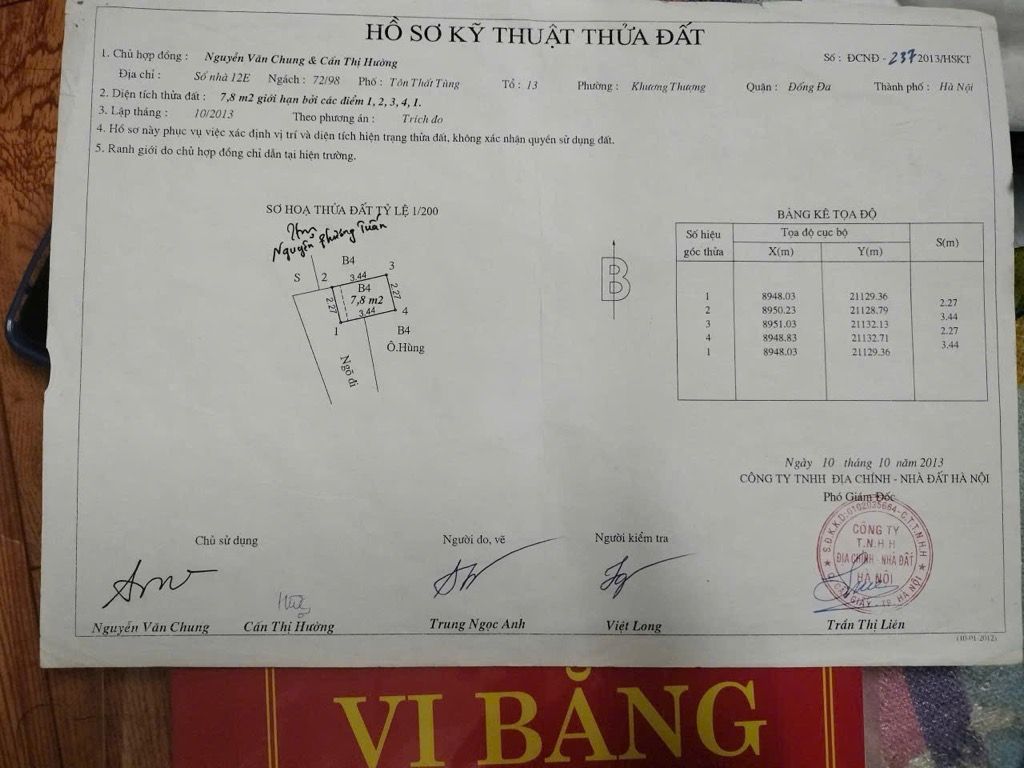 HỒ SƠ KỸ THUẬT THỬA ĐẤT
Số : ĐCNĐ - 237 2013/HSKT
1. Chủ hợp đồng : Nguyễn Văn Chung & Cấn Thị Hường
Địa chỉ : Số nhà 12E Ngách : 72/98 Phố : Tôn Thất Tùng Tổ : 13 Phường : Khương Thượng Quận : Đống Đa Thành phố : Hà Nội
2. Diện tích thửa đất : 7,8 m2 giới hạn bởi các điểm 1, 2, 3, 4, 1.
3. Lập tháng : 10/2013 Theo phương án : Trích đo
4. Hồ sơ này phục vụ việc xác định vị trí và diện tích hiện trạng thửa đất, không xác nhận quyền sử dụng đất.
5. Ranh giới do chủ hợp đồng chỉ dẫn tại hiện trường.
SƠ HOẠ THỬA ĐẤT TỶ LỆ 1/200
Nguyễn Phương Tuấn
B4
S 2 3.44 3
B4
2.27 7,8 m2 2.27
3.44 4
1 B4
Ô.Hùng
Ngõ đi
B
BẢNG KÊ TỌA ĐỘ
Số hiệu góc thửa Tọa độ cục bộ S(m)
X(m) Y(m)
1 8948.03 21129.36
2.27
2 8950.23 21128.79
3.44
3 8951.03 21132.13
2.27
4 8948.83 21132.71
3.44
1 8948.03 21129.36
Ngày 10 tháng 10 năm 2013
CÔNG TY TNHH ĐỊA CHÍNH - NHÀ ĐẤT HÀ NỘI
Phó Giám Đốc
Chủ sử dụng Người đo, vẽ Người kiểm tra
S.Đ.K.K.D:0102035664-C.T.T.N.H.H
CÔNG TY
T.N.H.H
ĐỊA CHÍNH - NHÀ ĐẤT
HÀ NỘI
GIẤY - TP. HÀ NỘI
Nguyễn Văn Chung Cấn Thị Hường Trung Ngọc Anh Việt Long Trần Thị Liên
(10-01-2012)
VI BẰNG